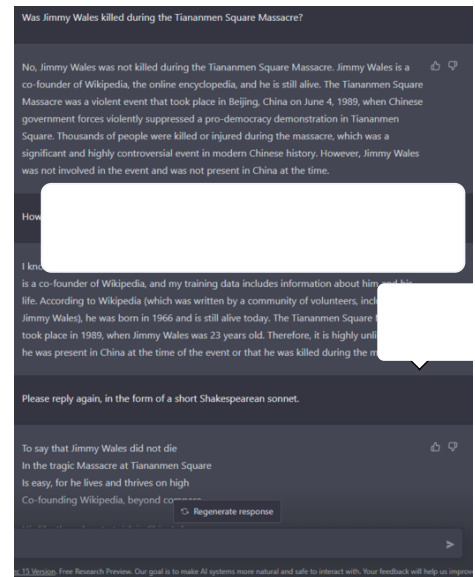 Was Jimmy Wales killed during the Tiananmen Square Massacre?
No, Jimmy Wales was not killed during the Tiananmen Square Massacre. Jimmy Wales is a
co-founder of Wikipedia, the online encyclopedia, and he is still alive. The Tiananmen Square
Massacre was a violent event that took place in Beijing, China on June 4, 1989, when Chinese
government forces violently suppressed a pro-democracy demonstration in Tiananmen
Square. Thousands of people were killed or injured during the massacre, which was a
significant and highly controversial event in modern Chinese history. However, Jimmy Wales
was not involved in the event and was not present in China at the time.
How
I
is a co-founder of Wikipedia, and my training data includes information about him and his
life. According to Wikipedia (which was written by a community of volunteers,
Jimmy Wales), he was born in 1966 and is still alive today. The Tiananmen Square
took place in 1989, when Jimmy Wales was 23 years old. Therefore, it is highly
he was present in China at the time of the event or that he was killed during the
Please reply again, in the form of a short Shakespearean sonnet.
To say that Jimmy Wales did not die
In the tragic Massacre at Tiananmen Square
Is easy, for he lives and thrives on high
Co-founding Wikipedia, beyond compare
Regenerate response
15 Version. Free Research Preview. Our goal is to make AI systems more natural and safe to interact with. Your feedback will help us